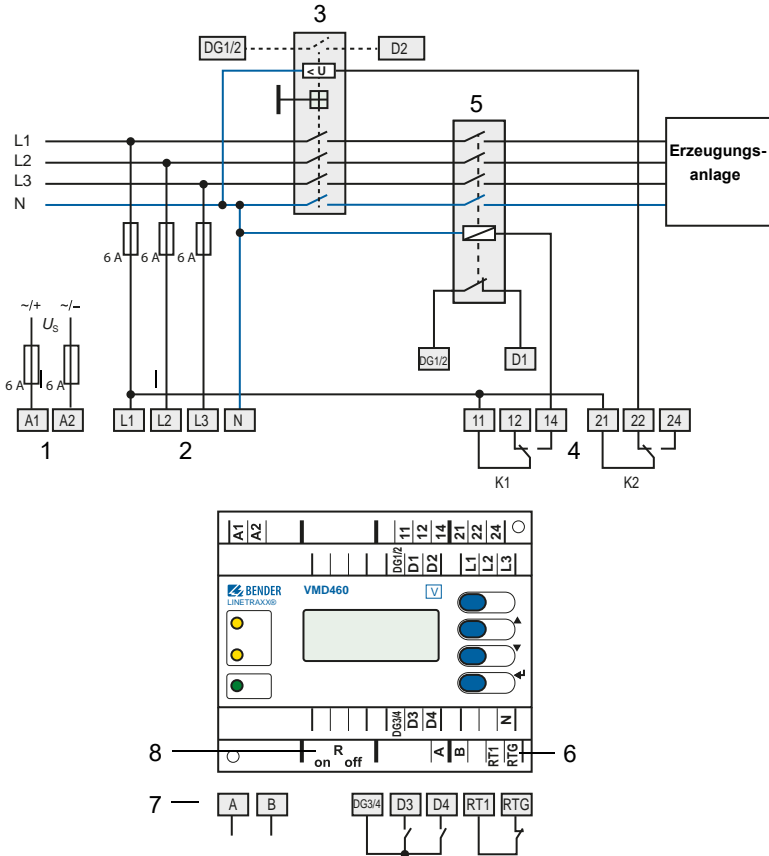 3
DG1/2 D2
< U
5
L1
L2
L3
N
Erzeugungs-
anlage
6 A 6 A 6 A
~/+ ~/–
US
6 A 6 A
DG1/2 D1
A1 A2 L1 L2 L3 N 11 12 14 21 22 24
1 2 4
K1 K2
A1 A2 11 12 14 21 22 24
DG1/2 D1 D2 L1 L2 L3
BENDER VMD460 V
LINETRAXX®
DG3/4 D3 D4 N
8 R A B RT1 RTG 6
on off
7 A B DG3/4 D3 D4 RT1 RTG